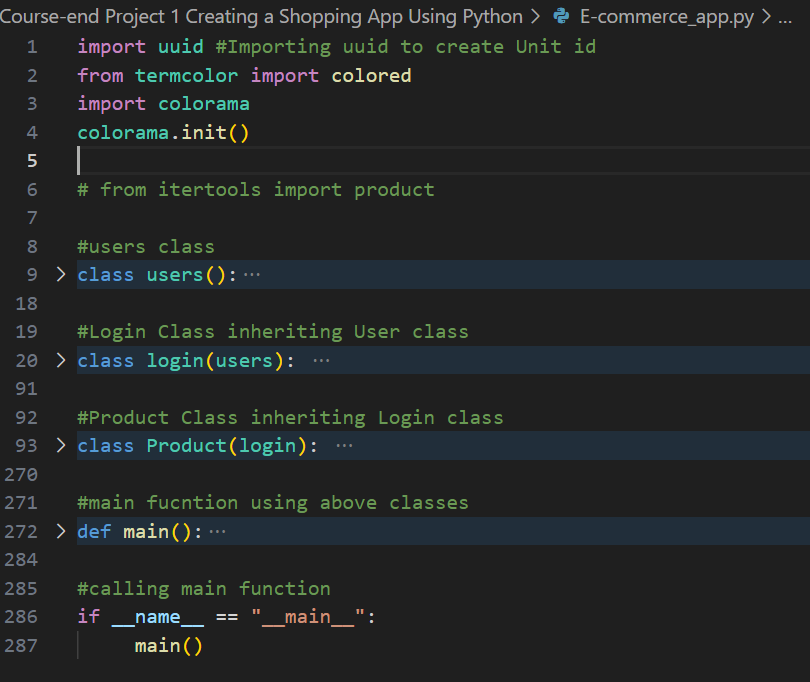 Course-end Project 1 Creating a Shopping App Using Python > E-commerce_app.py > ...
1 import uuid #Importing uuid to create Unit id
2 from termcolor import colored
3 import colorama
4 colorama.init()
5
6 # from itertools import product
7
8 #users class
9 > class users():···
18
19 #Login Class inheriting User class
20 > class login(users): ···
91
92 #Product Class inheriting Login class
93 > class Product(login): ···
270
271 #main fucntion using above classes
272 > def main():···
284
285 #calling main function
286 if __name__ == "__main__":
287 main()